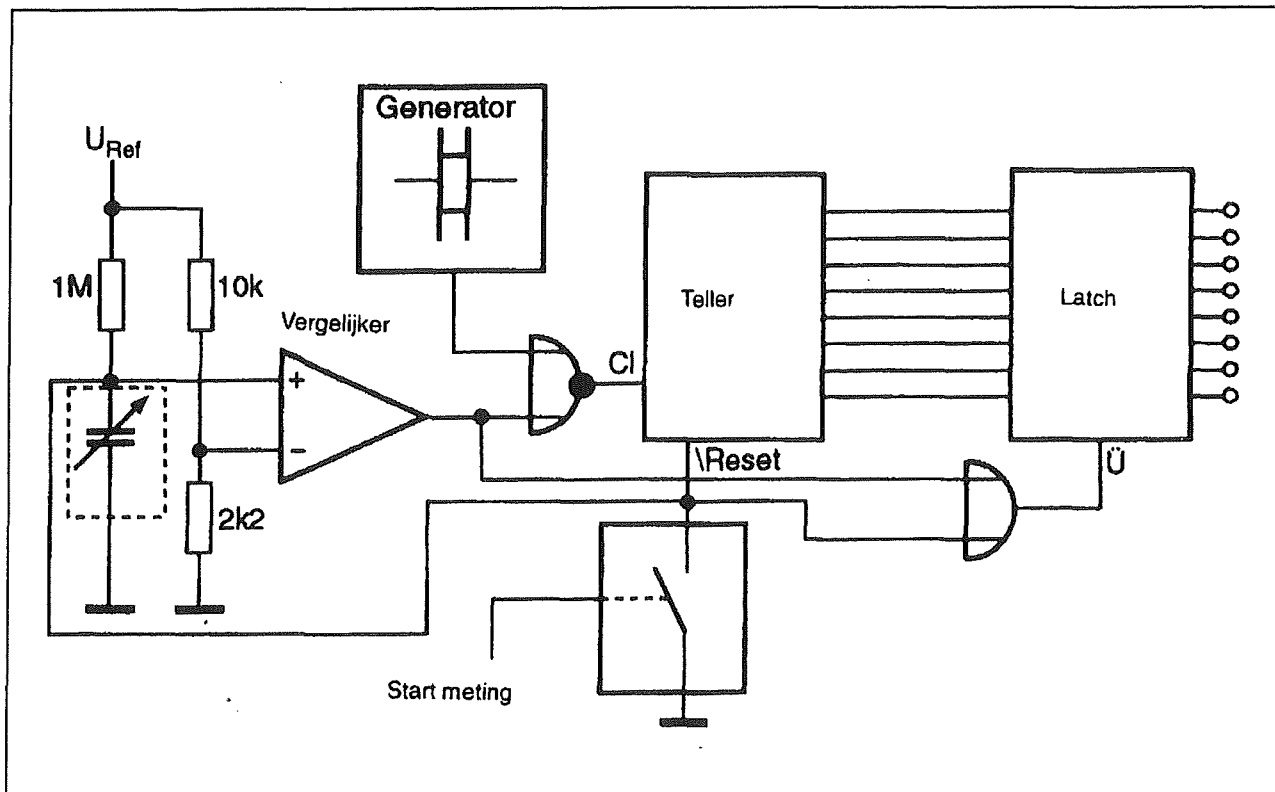 Generator
U_Ref
1M
10k
Vergelijker
Cl
Teller
Latch
+
−
\Reset
Ü
2k2
Start meting